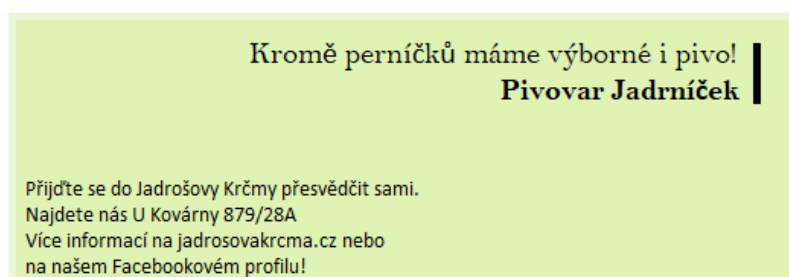 Kromě perníčků máme výborné i pivo!
Pivovar Jadrníček
Přijďte se do Jadrošovy Krčmy přesvědčit sami.
Najdete nás U Kovárny 879/28A
Více informací na jadrosovakrcma.cz nebo
na našem Facebookovém profilu!